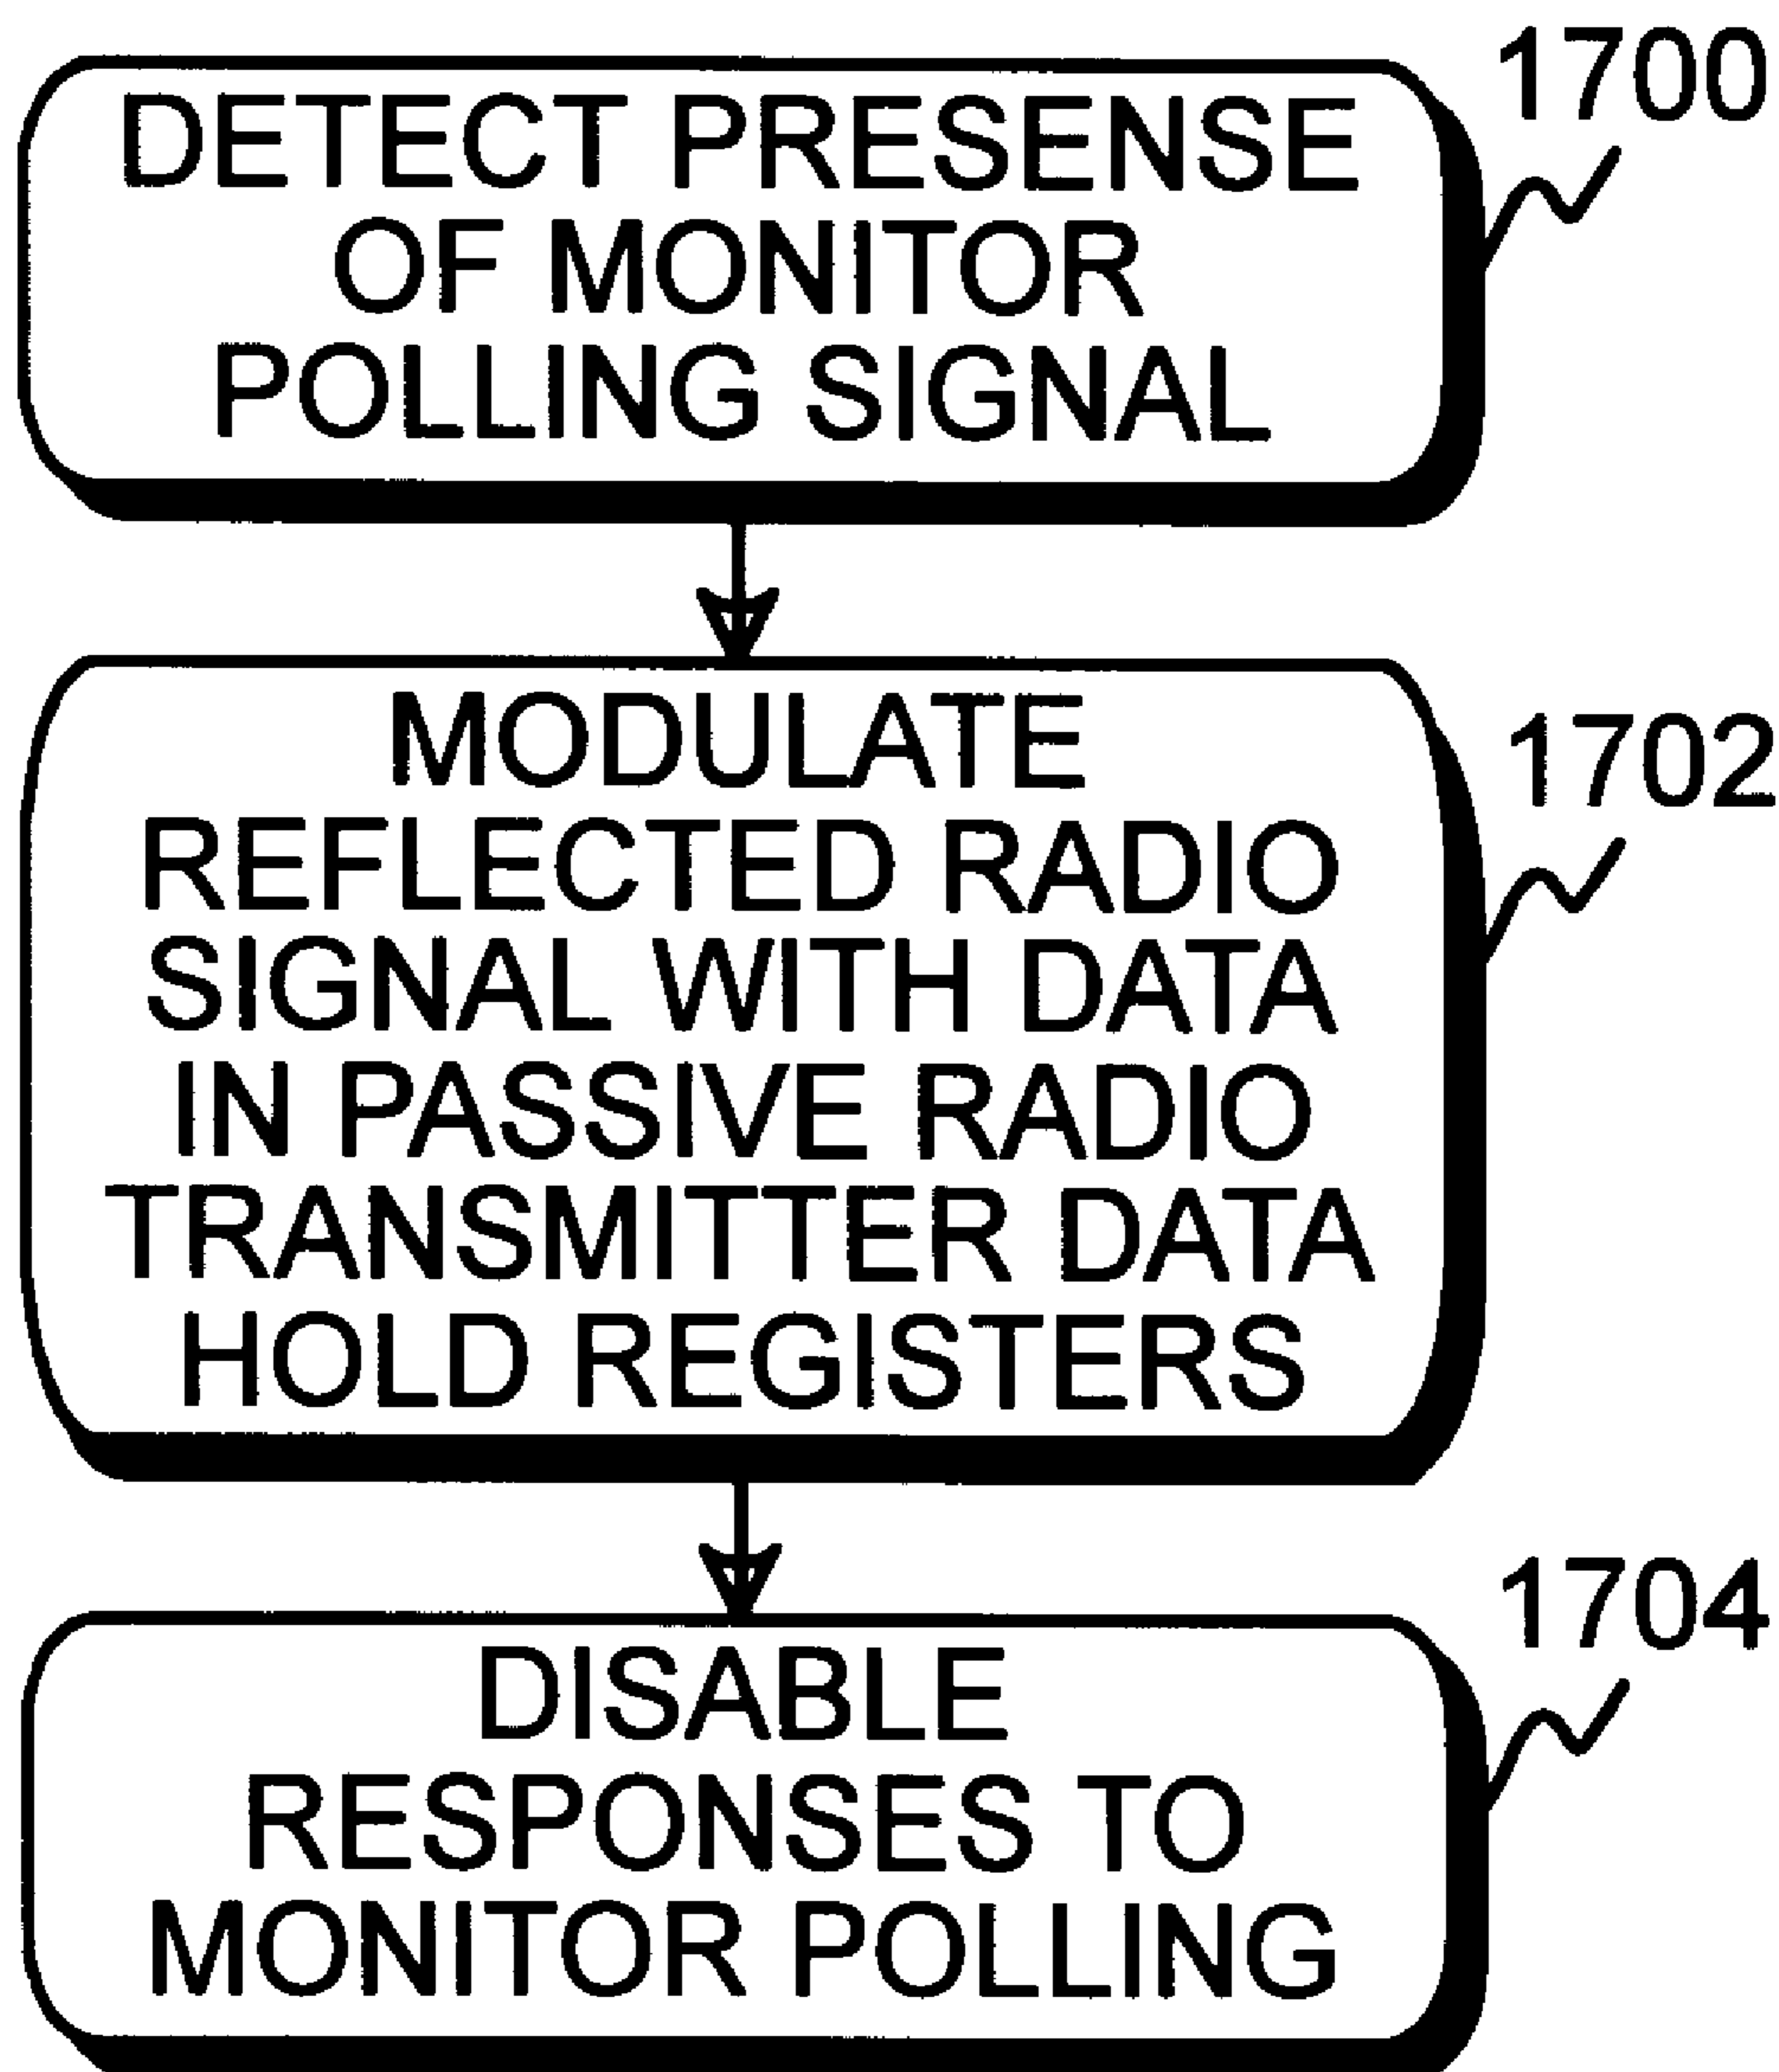 1700
DETECT PRESENSE
OF MONITOR
POLLING SIGNAL
1702
MODULATE
REFLECTED RADIO
SIGNAL WITH DATA
IN PASSIVE RADIO
TRANSMITTER DATA
HOLD REGISTERS
1704
DISABLE
RESPONSES TO
MONITOR POLLING